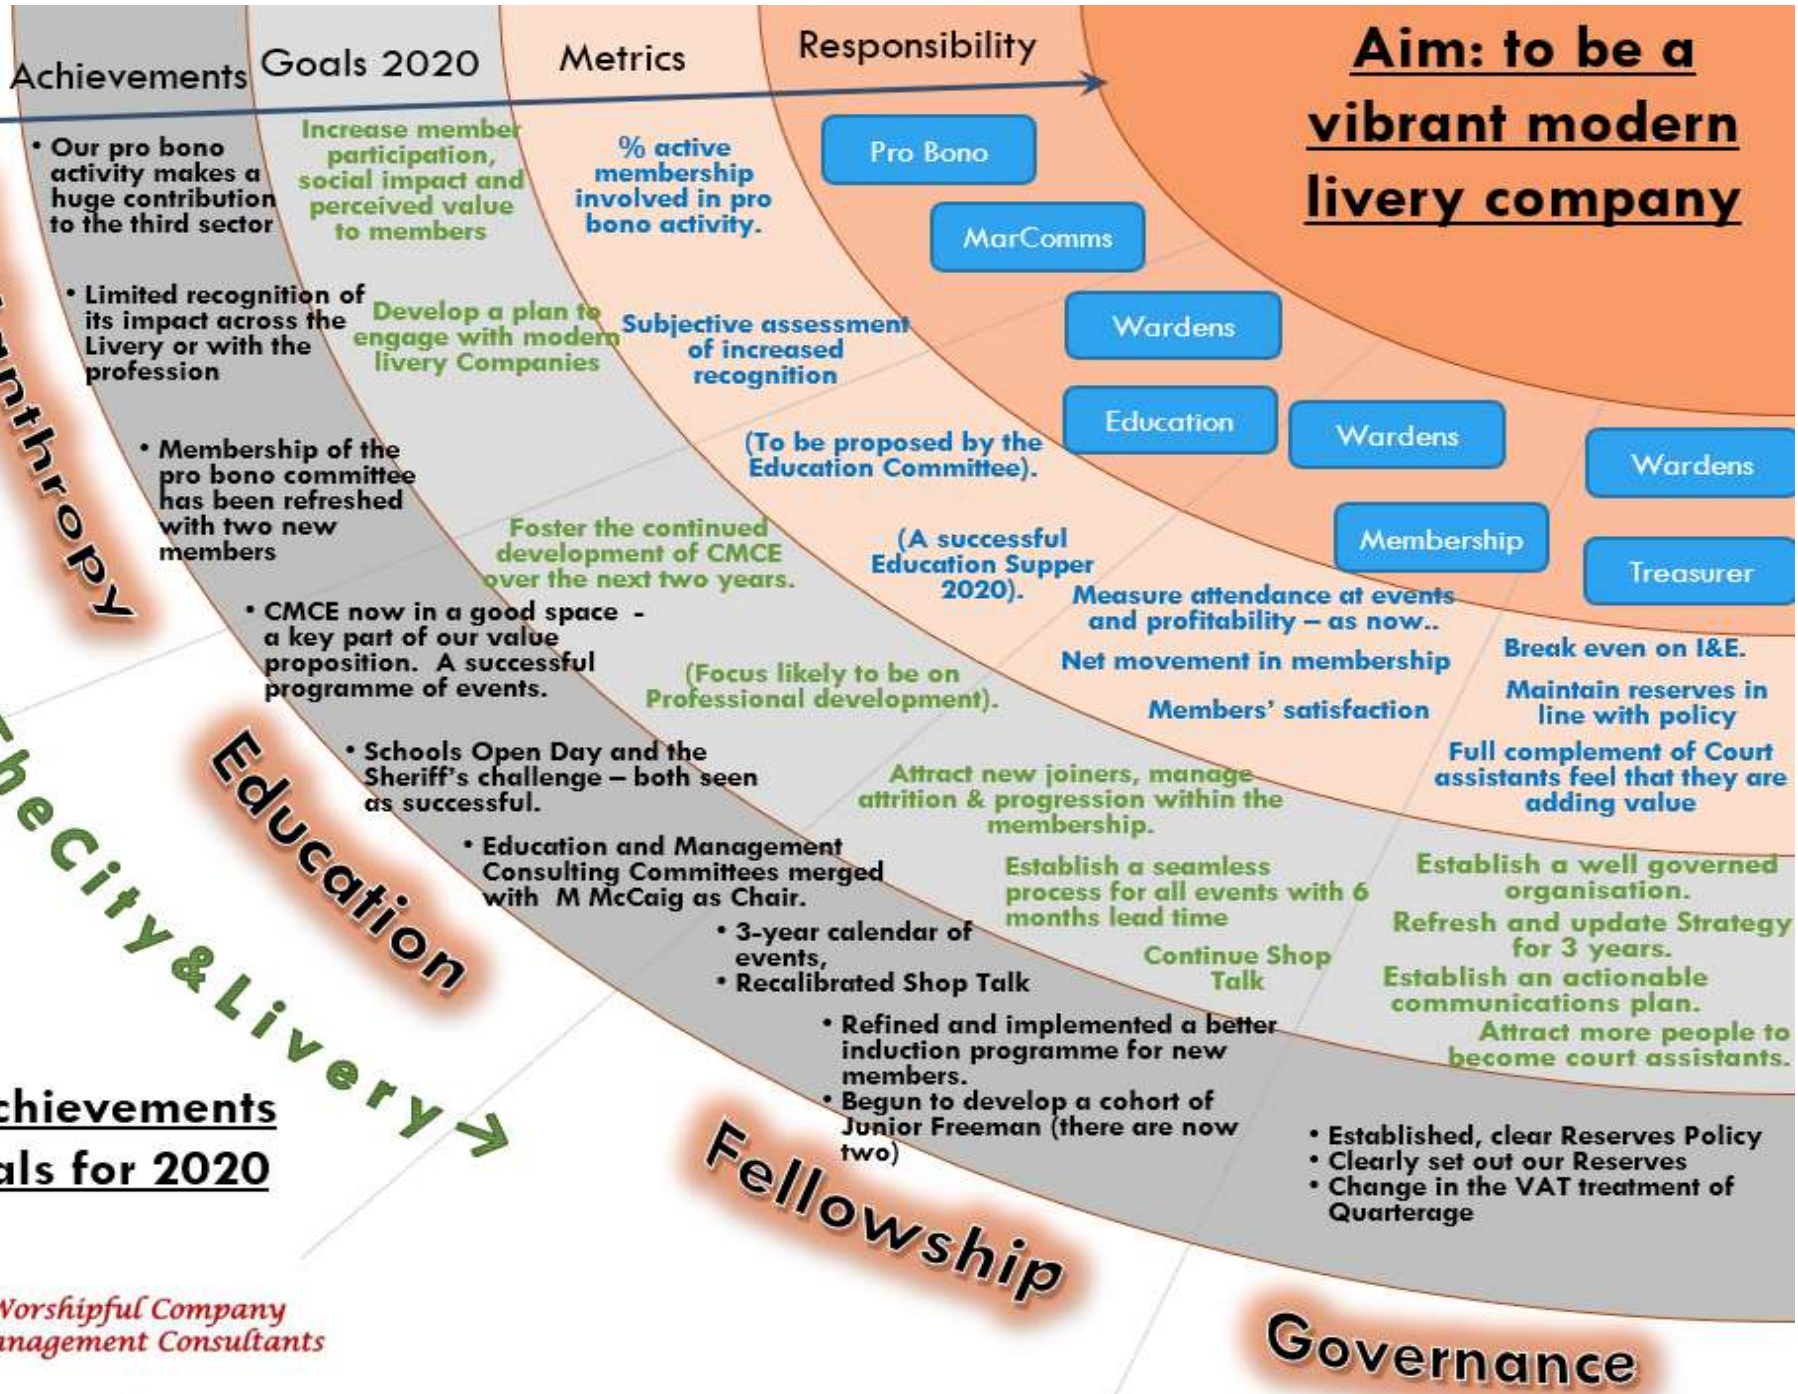 Achievements
Goals 2020
Metrics
Responsibility
Aim: to be a
vibrant modern
livery company
• Our pro bono
activity makes a
huge contribution
to the third sector
Increase member
participation,
social impact and
perceived value
to members
% active
membership
involved in pro
bono activity.
Pro Bono
MarComms
• Limited recognition of
its impact across the
Livery or with the
profession
Develop a plan to
engage with modern
livery Companies
Subjective assessment
of increased
recognition
Wardens
• Membership of the
pro bono committee
has been refreshed
with two new
members
(To be proposed by the
Education Committee).
Education
Wardens
Wardens
Foster the continued
development of CMCE
over the next two years.
(A successful
Education Supper
2020).
Membership
Treasurer
• CMCE now in a good space -
a key part of our value
proposition. A successful
programme of events.
(Focus likely to be on
Professional development).
Measure attendance at events
and profitability – as now..
Net movement in membership
Members’ satisfaction
Break even on I&E.
Maintain reserves in
line with policy
Full complement of Court
assistants feel that they are
adding value
• Schools Open Day and the
Sheriff’s challenge – both seen
as successful.
• Education and Management
Consulting Committees merged
with M McCaig as Chair.
Attract new joiners, manage
attrition & progression within the
membership.
Establish a seamless
process for all events with 6
months lead time
Continue Shop
Talk
Establish a well governed
organisation.
Refresh and update Strategy
for 3 years.
Establish an actionable
communications plan.
Attract more people to
become court assistants.
• 3-year calendar of
events,
• Recalibrated Shop Talk
• Refined and implemented a better
induction programme for new
members.
• Begun to develop a cohort of
Junior Freeman (there are now
two)
• Established, clear Reserves Policy
• Clearly set out our Reserves
• Change in the VAT treatment of
Quarterage
anthropy
Education
Fellowship
Governance
The City & Livery →
chievements
als for 2020
Worshipful Company
anagement Consultants